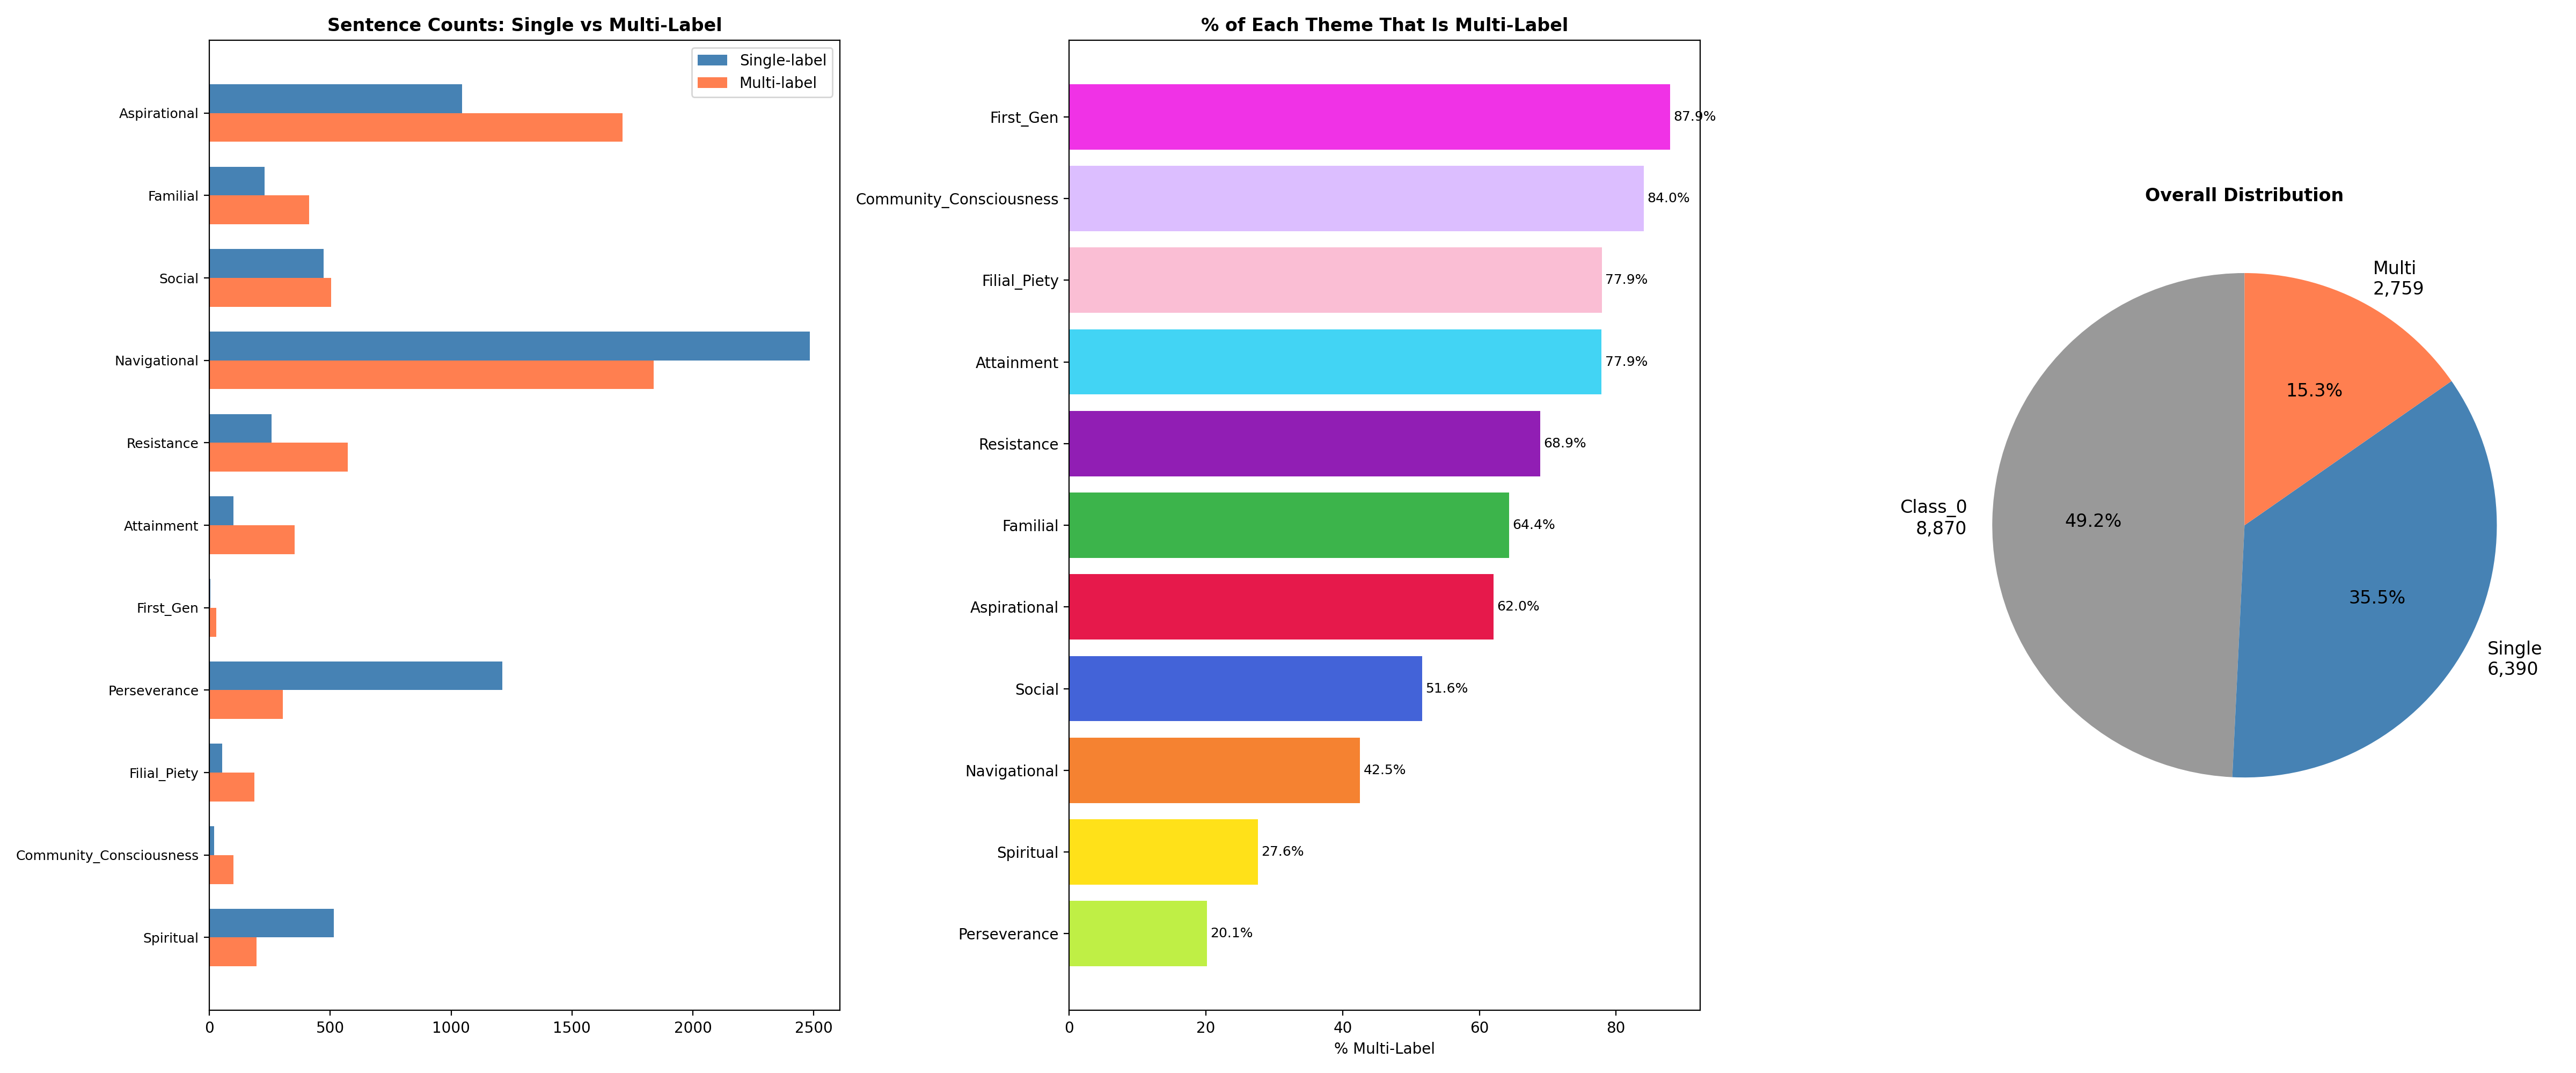 Sentence Counts: Single vs Multi-Label
Single-label
Multi-label
Aspirational
Familial
Social
Navigational
Resistance
Attainment
First_Gen
Perseverance
Filial_Piety
Community_Consciousness
Spiritual
0 500 1000 1500 2000 2500
% of Each Theme That Is Multi-Label
First_Gen 87.9%
Community_Consciousness 84.0%
Filial_Piety 77.9%
Attainment 77.9%
Resistance 68.9%
Familial 64.4%
Aspirational 62.0%
Social 51.6%
Navigational 42.5%
Spiritual 27.6%
Perseverance 20.1%
0 20 40 60 80
% Multi-Label
Overall Distribution
Multi
2,759
15.3%
Class_0
8,870
49.2%
35.5%
Single
6,390